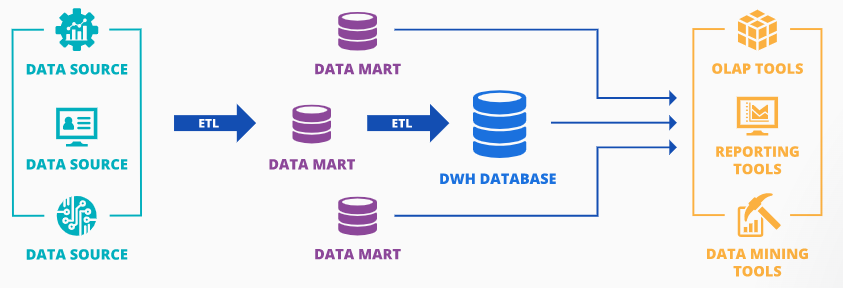 DATA SOURCE
DATA SOURCE
DATA SOURCE
ETL
DATA MART
DATA MART
DATA MART
ETL
DWH DATABASE
OLAP TOOLS
REPORTING
TOOLS
DATA MINING
TOOLS